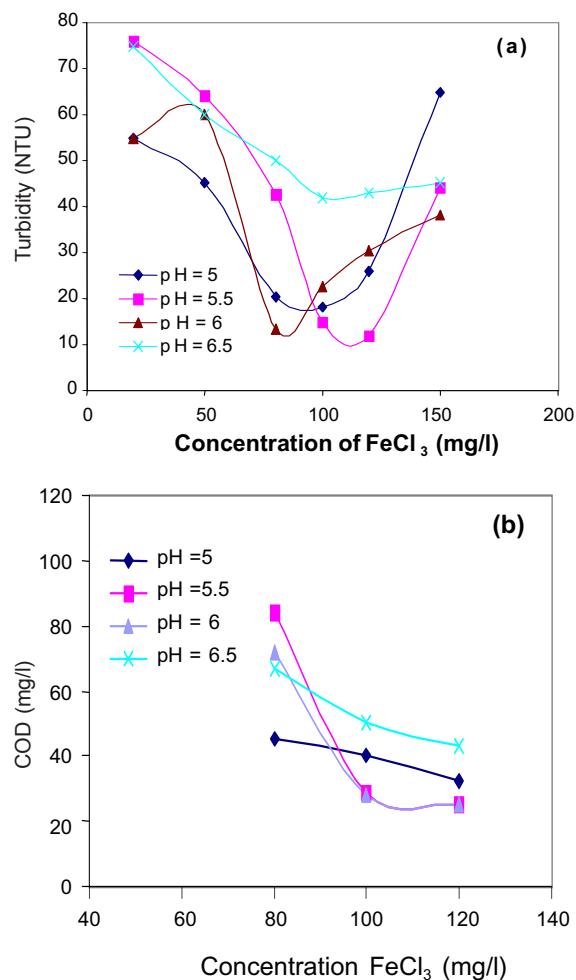 (a)
80
70
60
50
40
30
20
10
0
Turbidity (NTU)
pH = 5
pH = 5.5
pH = 6
pH = 6.5
0 50 100 150 200
Concentration of FeCl₃ (mg/l)
(b)
120
100
80
60
40
20
0
COD (mg/l)
pH =5
pH =5.5
pH = 6
pH = 6.5
40 60 80 100 120 140
Concentration FeCl₃ (mg/l)